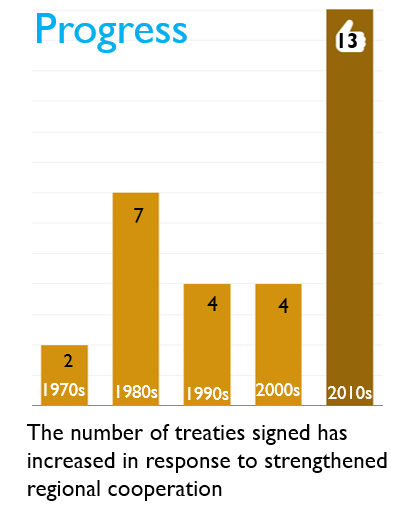 Progress
13
7
4
4
2
1970s
1980s
1990s
2000s
2010s
The number of treaties signed has
increased in response to strengthened
regional cooperation